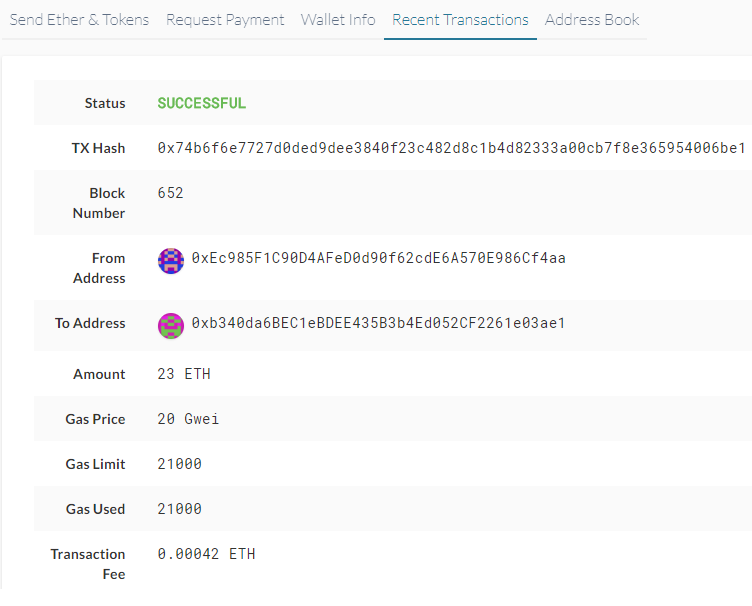 Send Ether & Tokens Request Payment Wallet Info Recent Transactions Address Book
Status SUCCESSFUL
TX Hash 0x74b6f6e7727d0ded9dee3840f23c482d8c1b4d82333a00cb7f8e365954006be1
Block 652
Number
From 0xEc985F1C90D4AFeD0d90f62cdE6A570E986Cf4aa
Address
To Address 0xb340da6BEC1eBDEE435B3b4Ed052CF2261e03ae1
Amount 23 ETH
Gas Price 20 Gwei
Gas Limit 21000
Gas Used 21000
Transaction 0.00042 ETH
Fee